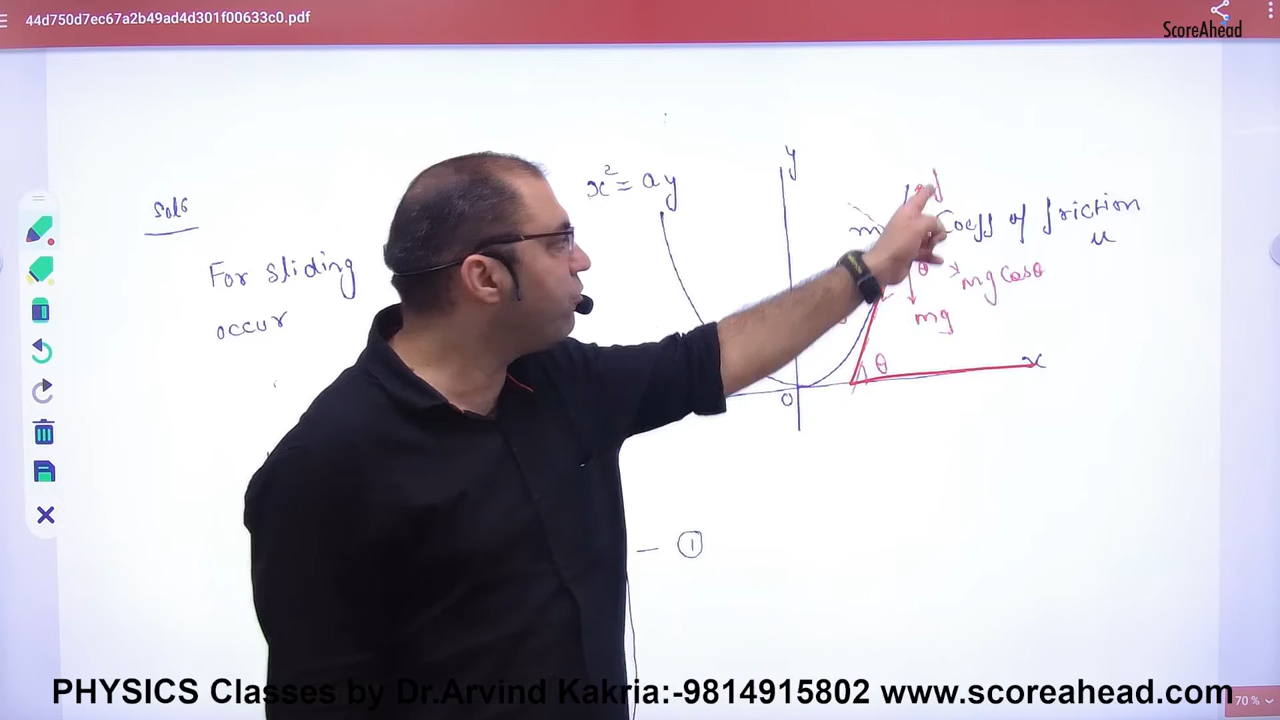 44d750d7ec67a2b49ad4d301f00633c0.pdf
ScoreAhead
x² = ay
y
Coeff of friction
μ
m
Sol:
For sliding
occur
θ
mg cosθ
mg
θ
x
O
— ①
PHYSICS Classes by Dr.Arvind Kakria:-9814915802 www.scoreahead.com
70 %